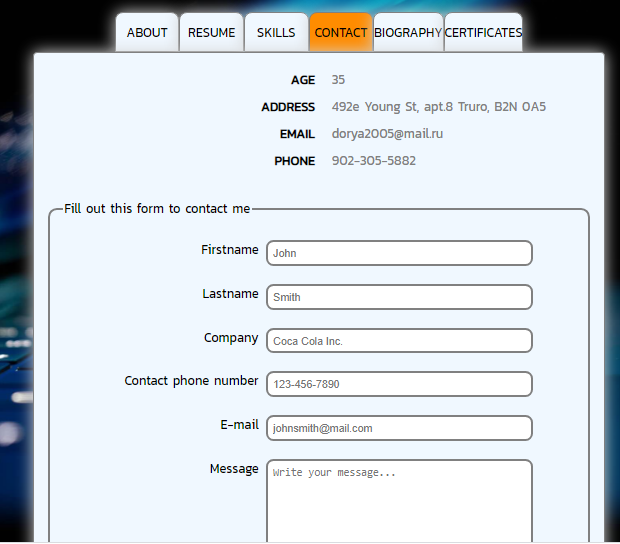 ABOUT RESUME SKILLS CONTACT BIOGRAPHY CERTIFICATES
AGE 35
ADDRESS 492e Young St, apt.8 Truro, B2N 0A5
EMAIL dorya2005@mail.ru
PHONE 902-305-5882
Fill out this form to contact me
Firstname John
Lastname Smith
Company Coca Cola Inc.
Contact phone number 123-456-7890
E-mail johnsmith@mail.com
Message Write your message...